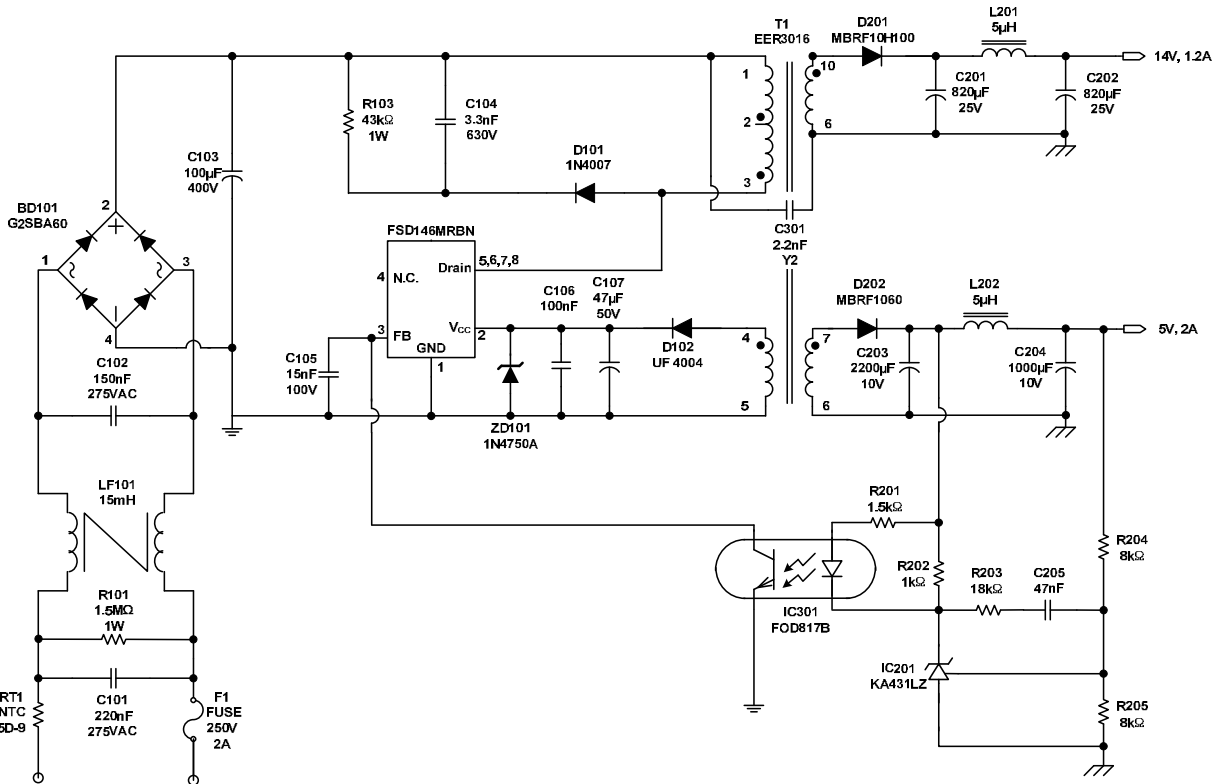 T1
EER3016
D201
MBRF10H100
L201
5µH
14V, 1.2A
C201
820µF
25V
C202
820µF
25V
10
6
1
2
3
R103
43kΩ
1W
C104
3.3nF
630V
D101
1N4007
C103
100µF
400V
BD101
G2SBA60
2
1
3
4
C301
2.2nF
Y2
FSD146MRBN
Drain
5,6,7,8
4
N.C.
3
FB
VCC
2
GND
1
C106
100nF
C107
47µF
50V
D102
UF 4004
4
5
D202
MBRF1060
L202
5µH
5V, 2A
7
6
C203
2200µF
10V
C204
1000µF
10V
C105
15nF
100V
ZD101
1N4750A
C102
150nF
275VAC
LF101
15mH
R101
1.5MΩ
1W
C101
220nF
275VAC
RT1
NTC
5D-9
F1
FUSE
250V
2A
R201
1.5kΩ
R202
1kΩ
R203
18kΩ
C205
47nF
R204
8kΩ
IC301
FOD817B
IC201
KA431LZ
R205
8kΩ